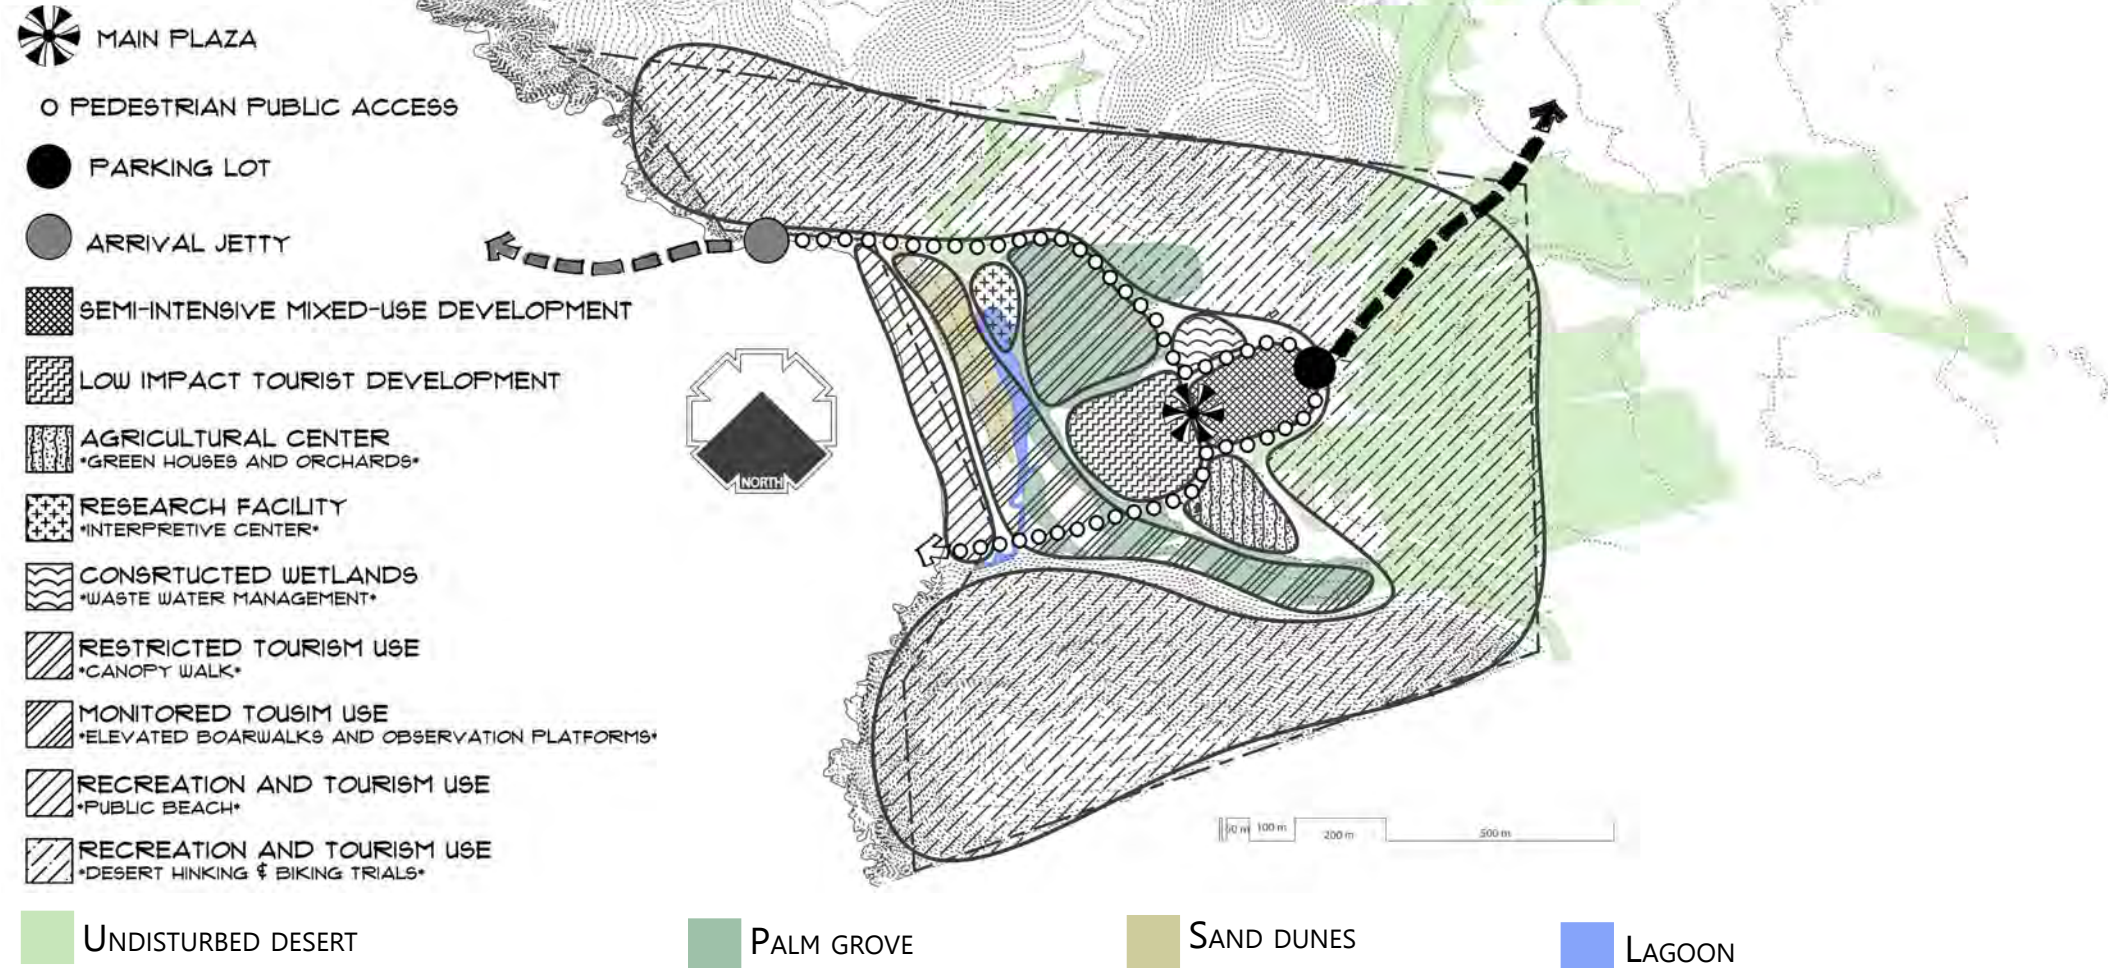 MAIN PLAZA
PEDESTRIAN PUBLIC ACCESS
PARKING LOT
ARRIVAL JETTY
SEMI-INTENSIVE MIXED-USE DEVELOPMENT
LOW IMPACT TOURIST DEVELOPMENT
AGRICULTURAL CENTER
*GREEN HOUSES AND ORCHARDS*
RESEARCH FACILITY
*INTERPRETIVE CENTER*
CONSRTUCTED WETLANDS
*WASTE WATER MANAGEMENT*
RESTRICTED TOURISM USE
*CANOPY WALK*
MONITORED TOUSIM USE
*ELEVATED BOARWALKS AND OBSERVATION PLATFORMS*
RECREATION AND TOURISM USE
*PUBLIC BEACH*
RECREATION AND TOURISM USE
*DESERT HINKING & BIKING TRIALS*
NORTH
50 m 100 m 200 m 500 m
UNDISTURBED DESERT
PALM GROVE
SAND DUNES
LAGOON